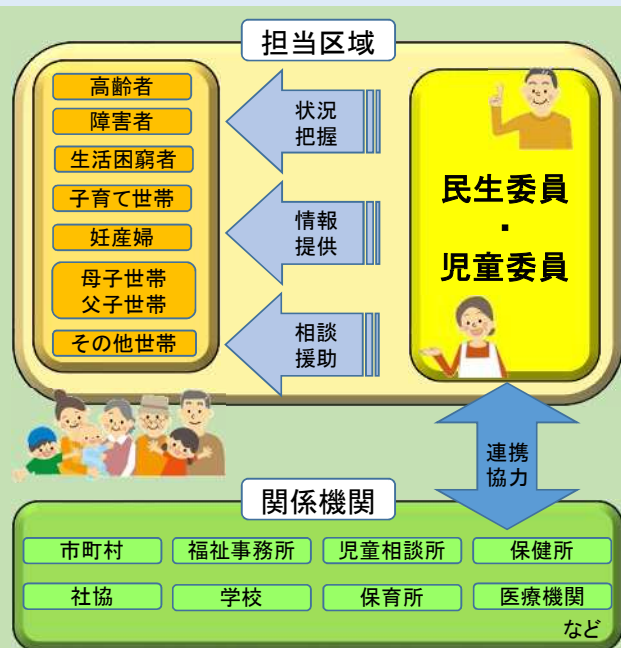 担当区域
高齢者
障害者
生活困窮者
子育て世帯
妊産婦
母子世帯
父子世帯
その他世帯
状況
把握
情報
提供
相談
援助
民生委員
・
児童委員
連携
協力
関係機関
市町村
福祉事務所
児童相談所
保健所
社協
学校
保育所
医療機関
など